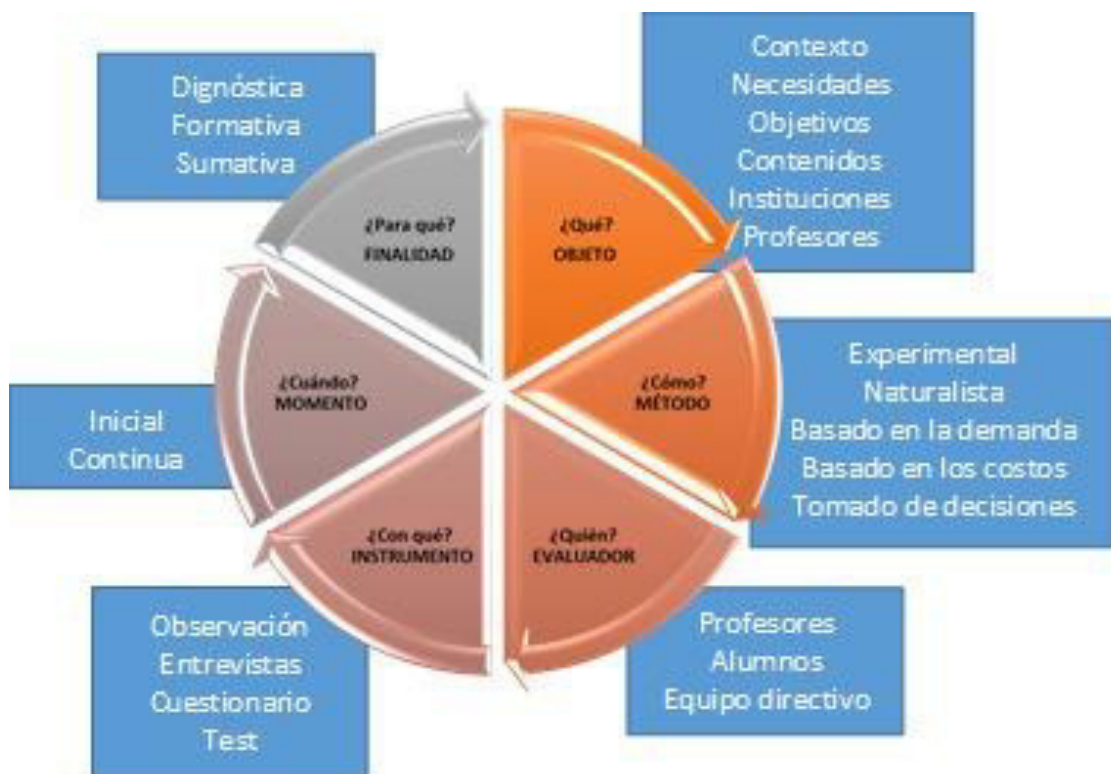 Dignóstica
Formativa
Sumativa
Contexto
Necesidades
Objetivos
Contenidos
Instituciones
Profesores
¿Para qué?
FINALIDAD
¿Qué?
OBJETO
¿Cuándo?
MOMENTO
¿Cómo?
MÉTODO
Inicial
Continua
Experimental
Naturalista
Basado en la demanda
Basado en los costos
Tomado de decisiones
¿Con qué?
INSTRUMENTO
¿Quién?
EVALUADOR
Observación
Entrevistas
Cuestionario
Test
Profesores
Alumnos
Equipo directivo